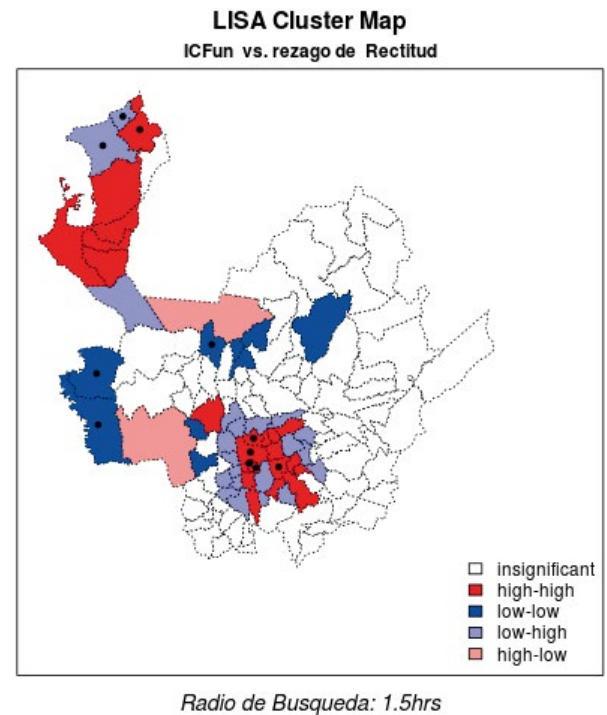 LISA Cluster Map
ICFun vs. rezago de Rectitud
insignificant
high-high
low-low
low-high
high-low
Radio de Busqueda: 1.5hrs